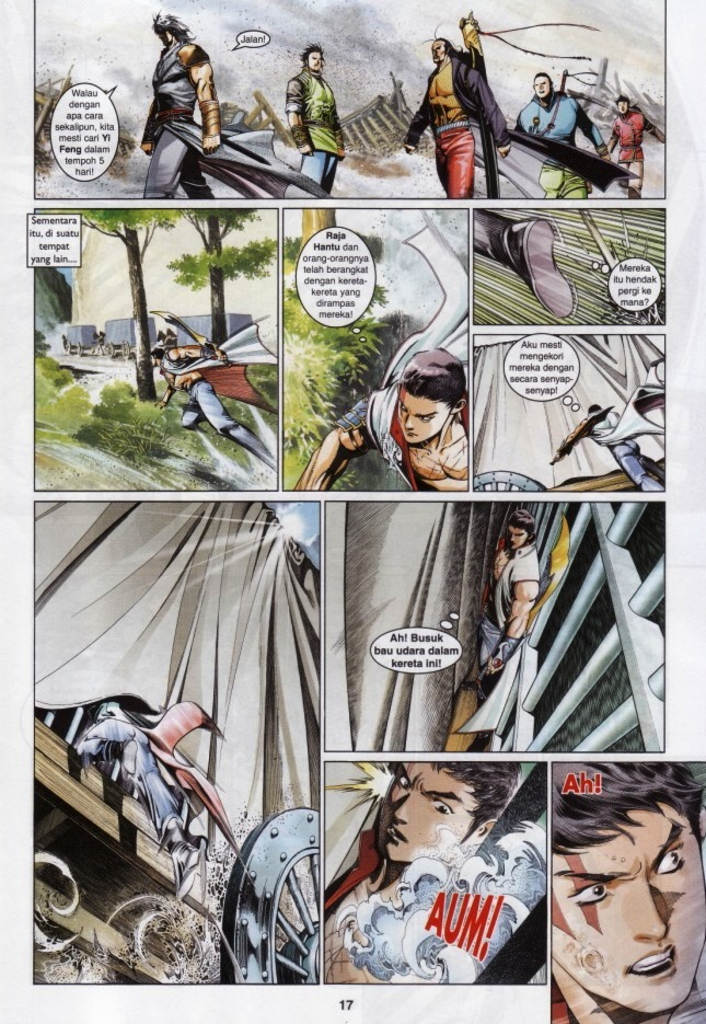 Jalan!
Walau
dengan
apa cara
sekalipun, kita
mesti cari Yi
Feng dalam
tempoh 5
hari!
Sementara
itu, di suatu
tempat
yang lain....
Raja
Hantu dan
orang-orangnya
telah berangkat
dengan kereta-
kereta yang
dirampas
mereka!
Mereka
itu hendak
pergi ke
mana?
Aku mesti
mengekori
mereka dengan
secara senyap-
senyap!
Ah! Busuk
bau udara dalam
kereta ini!
AUM!
Ah!
17